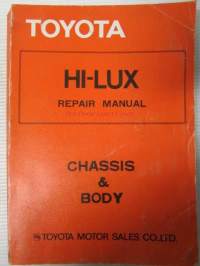 TOYOTA
HI-LUX
REPAIR MANUAL
CHASSIS
&
BODY
TOYOTA MOTOR SALES CO.,LTD.